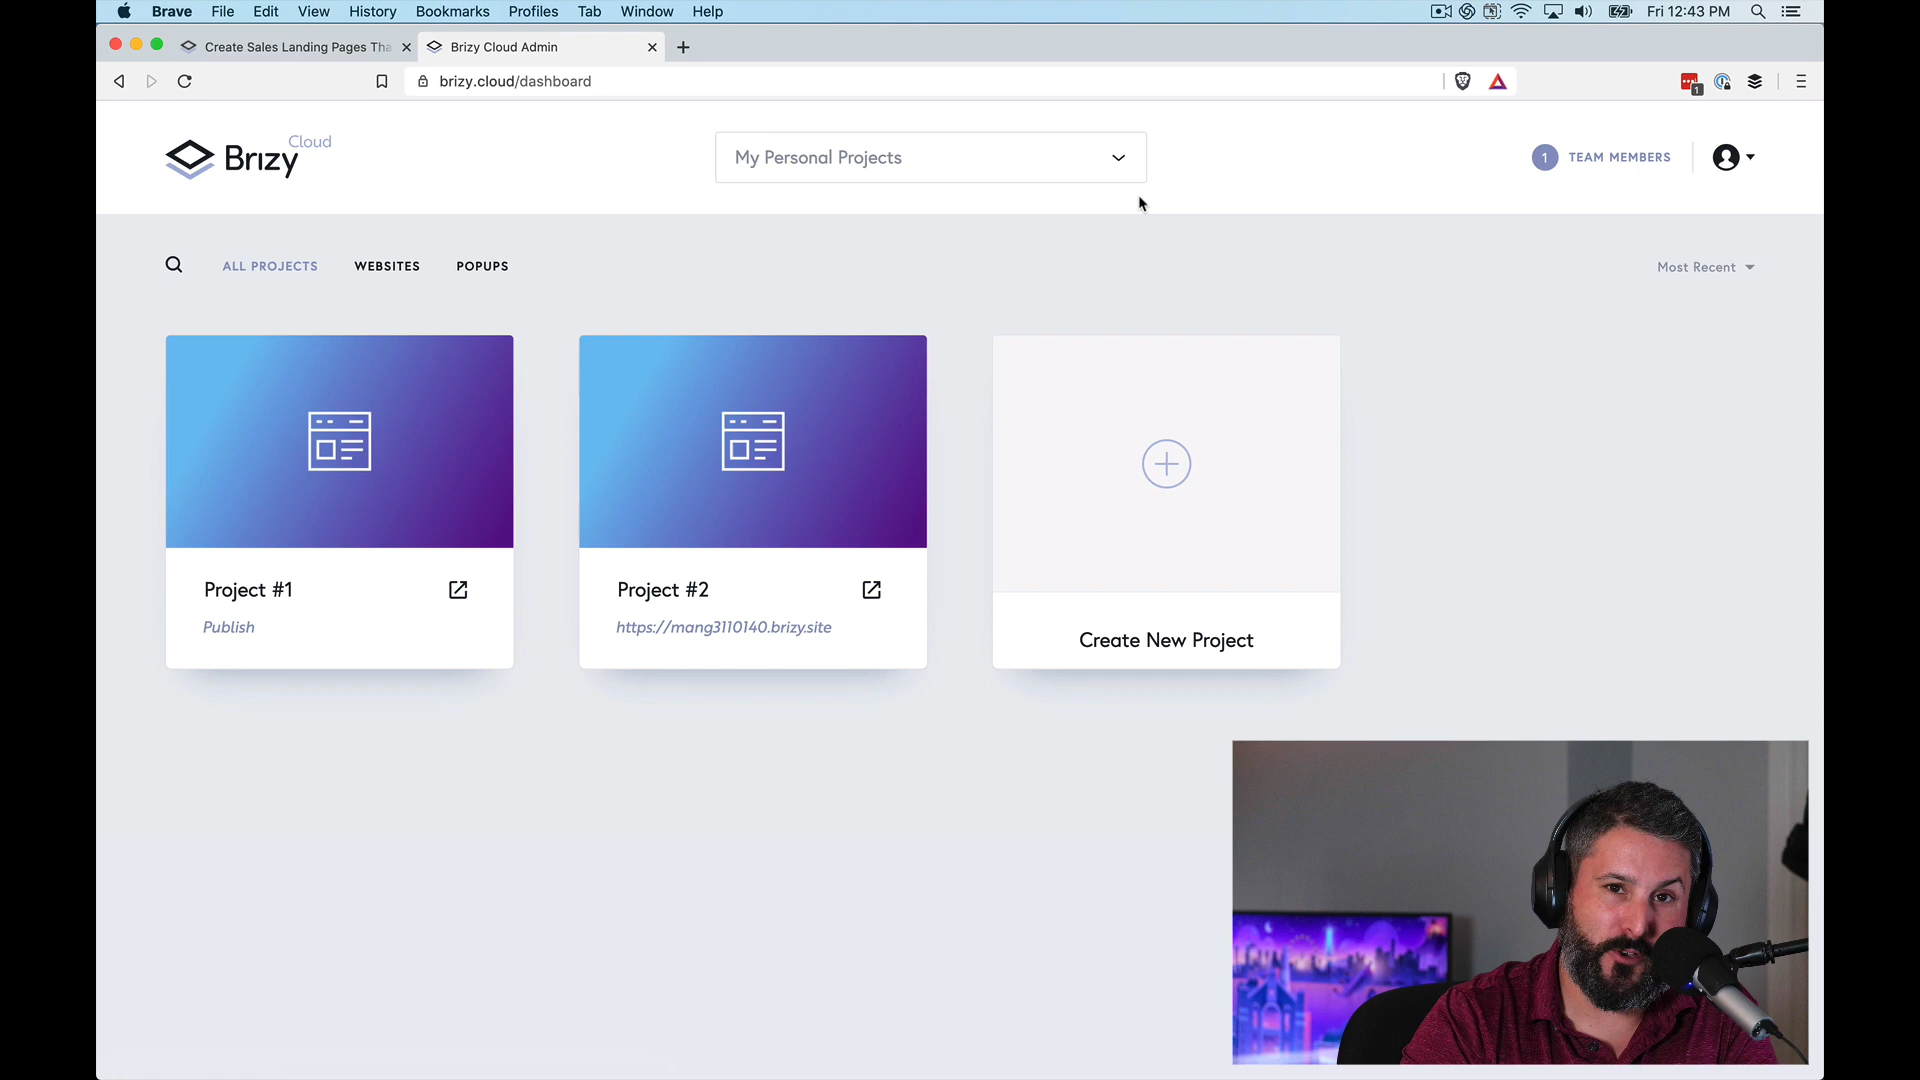 Brave File Edit View History Bookmarks Profiles Tab Window Help Fri 12:43 PM
Create Sales Landing Pages Tha
Brizy Cloud Admin
brizy.cloud/dashboard
1
Brizy Cloud
My Personal Projects
1 TEAM MEMBERS
ALL PROJECTS WEBSITES POPUPS
Most Recent
Project #1
Publish
Project #2
https://mang3110140.brizy.site
Create New Project